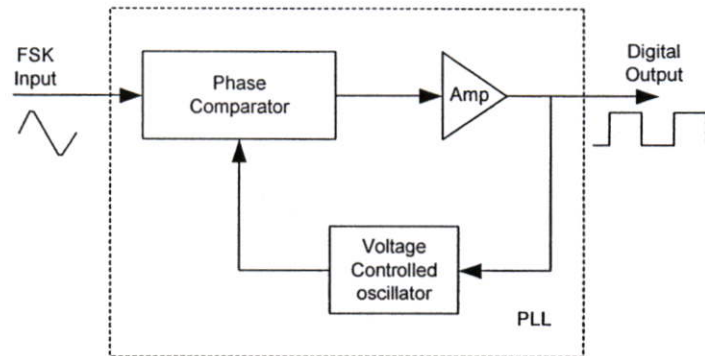 FSK
Input
Phase
Comparator
Amp
Digital
Output
Voltage
Controlled
oscillator
PLL